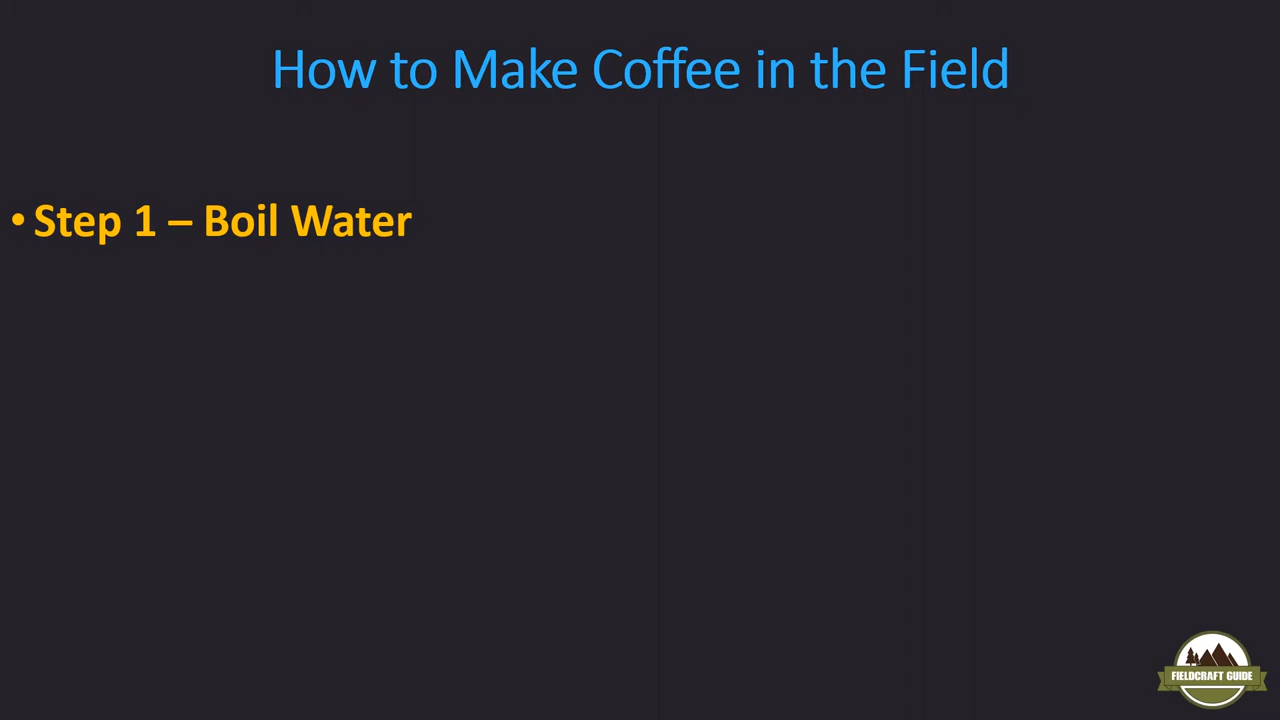 How to Make Coffee in the Field
• Step 1 – Boil Water
FIELDCRAFT GUIDE